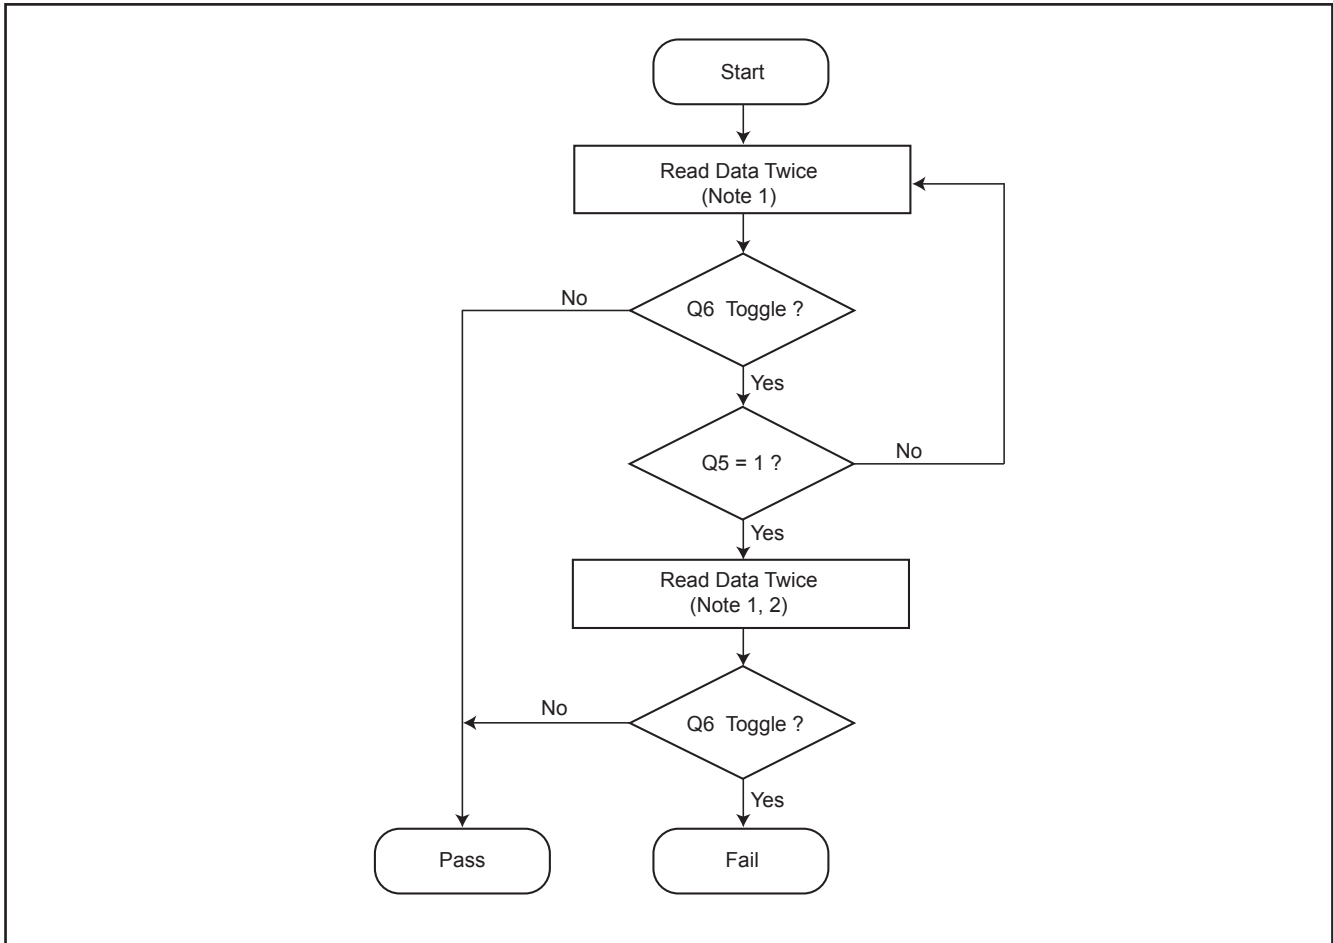 Start
Read Data Twice
(Note 1)
No
Q6 Toggle ?
Yes
Q5 = 1 ?
No
Yes
Read Data Twice
(Note 1, 2)
No
Q6 Toggle ?
Yes
Pass
Fail